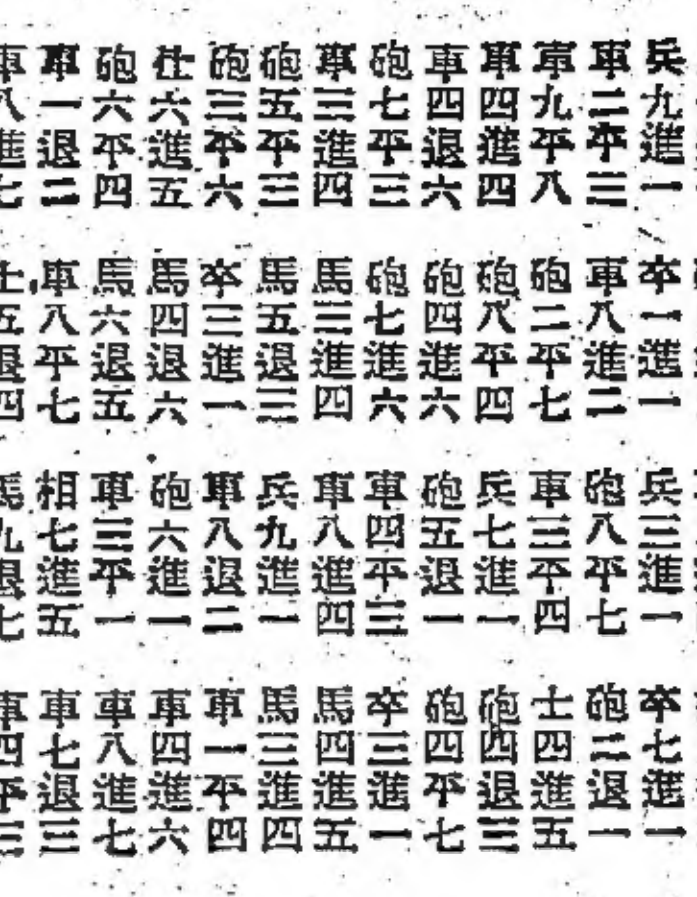 兵九進一 卒一進一 兵三進一 卒七進一
車二平三 車八進二 砲八平七 砲二退一
車九平八 砲二平七 車三平四 士四進五
車四進四 砲八平四 兵七進一 砲四退三
車四退六 砲四進六 砲五退一 砲四平七
砲七平三 砲七進六 車四平三 卒三進一
車三進四 馬三進四 車八進四 馬四進五
砲五平三 馬五退三 兵九進一 馬三進四
砲三平六 卒三進一 車八退二 車一平四
仕六進五 馬四退六 砲六進一 車四進六
砲六平四 馬六退五 車三平一 車八進七
車一退二 車八平七 相七進五 車七退三
車八進七 士五退四 馬九退七 車四平三